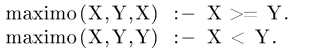 maximo(X,Y,X) :- X >= Y.
maximo(X,Y,Y) :- X < Y.